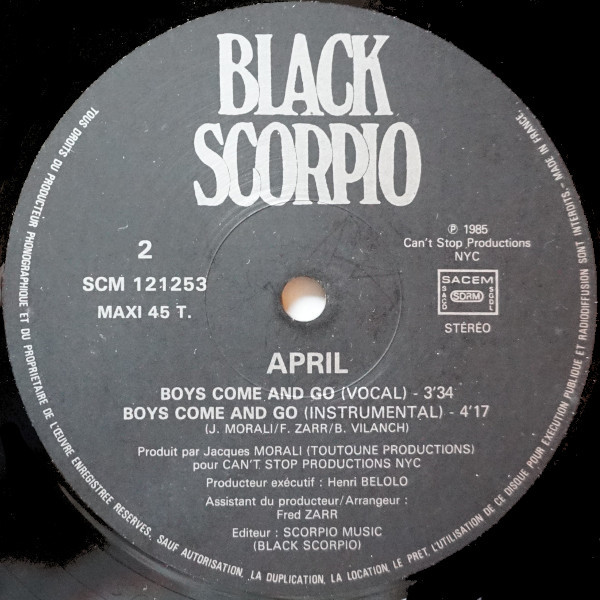 BLACK
SCORPIO
2
SCM 121253
MAXI 45 T.
℗ 1985
Can't Stop Productions
NYC
SACEM
SACD
SDRM
SGDL
STÉRÉO
APRIL
BOYS COME AND GO (VOCAL) - 3'34
BOYS COME AND GO (INSTRUMENTAL) - 4'17
(J. MORALI/F. ZARR/B. VILANCH)
Produit par Jacques MORALI (TOUTOUNE PRODUCTIONS)
pour CAN'T STOP PRODUCTIONS NYC
Producteur exécutif : Henri BELOLO
Assistant du producteur/Arrangeur :
Fred ZARR
Editeur : SCORPIO MUSIC
(BLACK SCORPIO)
TOUS DROITS DU PRODUCTEUR PHONOGRAPHIQUE ET DU PROPRIETAIRE DE L'ŒUVRE ENREGISTREE RESERVES, SAUF AUTORISATION, LA DUPLICATION, LA LOCATION, LE PRET, L'UTILISATION DE CE DISQUE POUR EXECUTION PUBLIQUE ET RADIODIFFUSION SONT INTERDITS - MADE IN FRANCE.